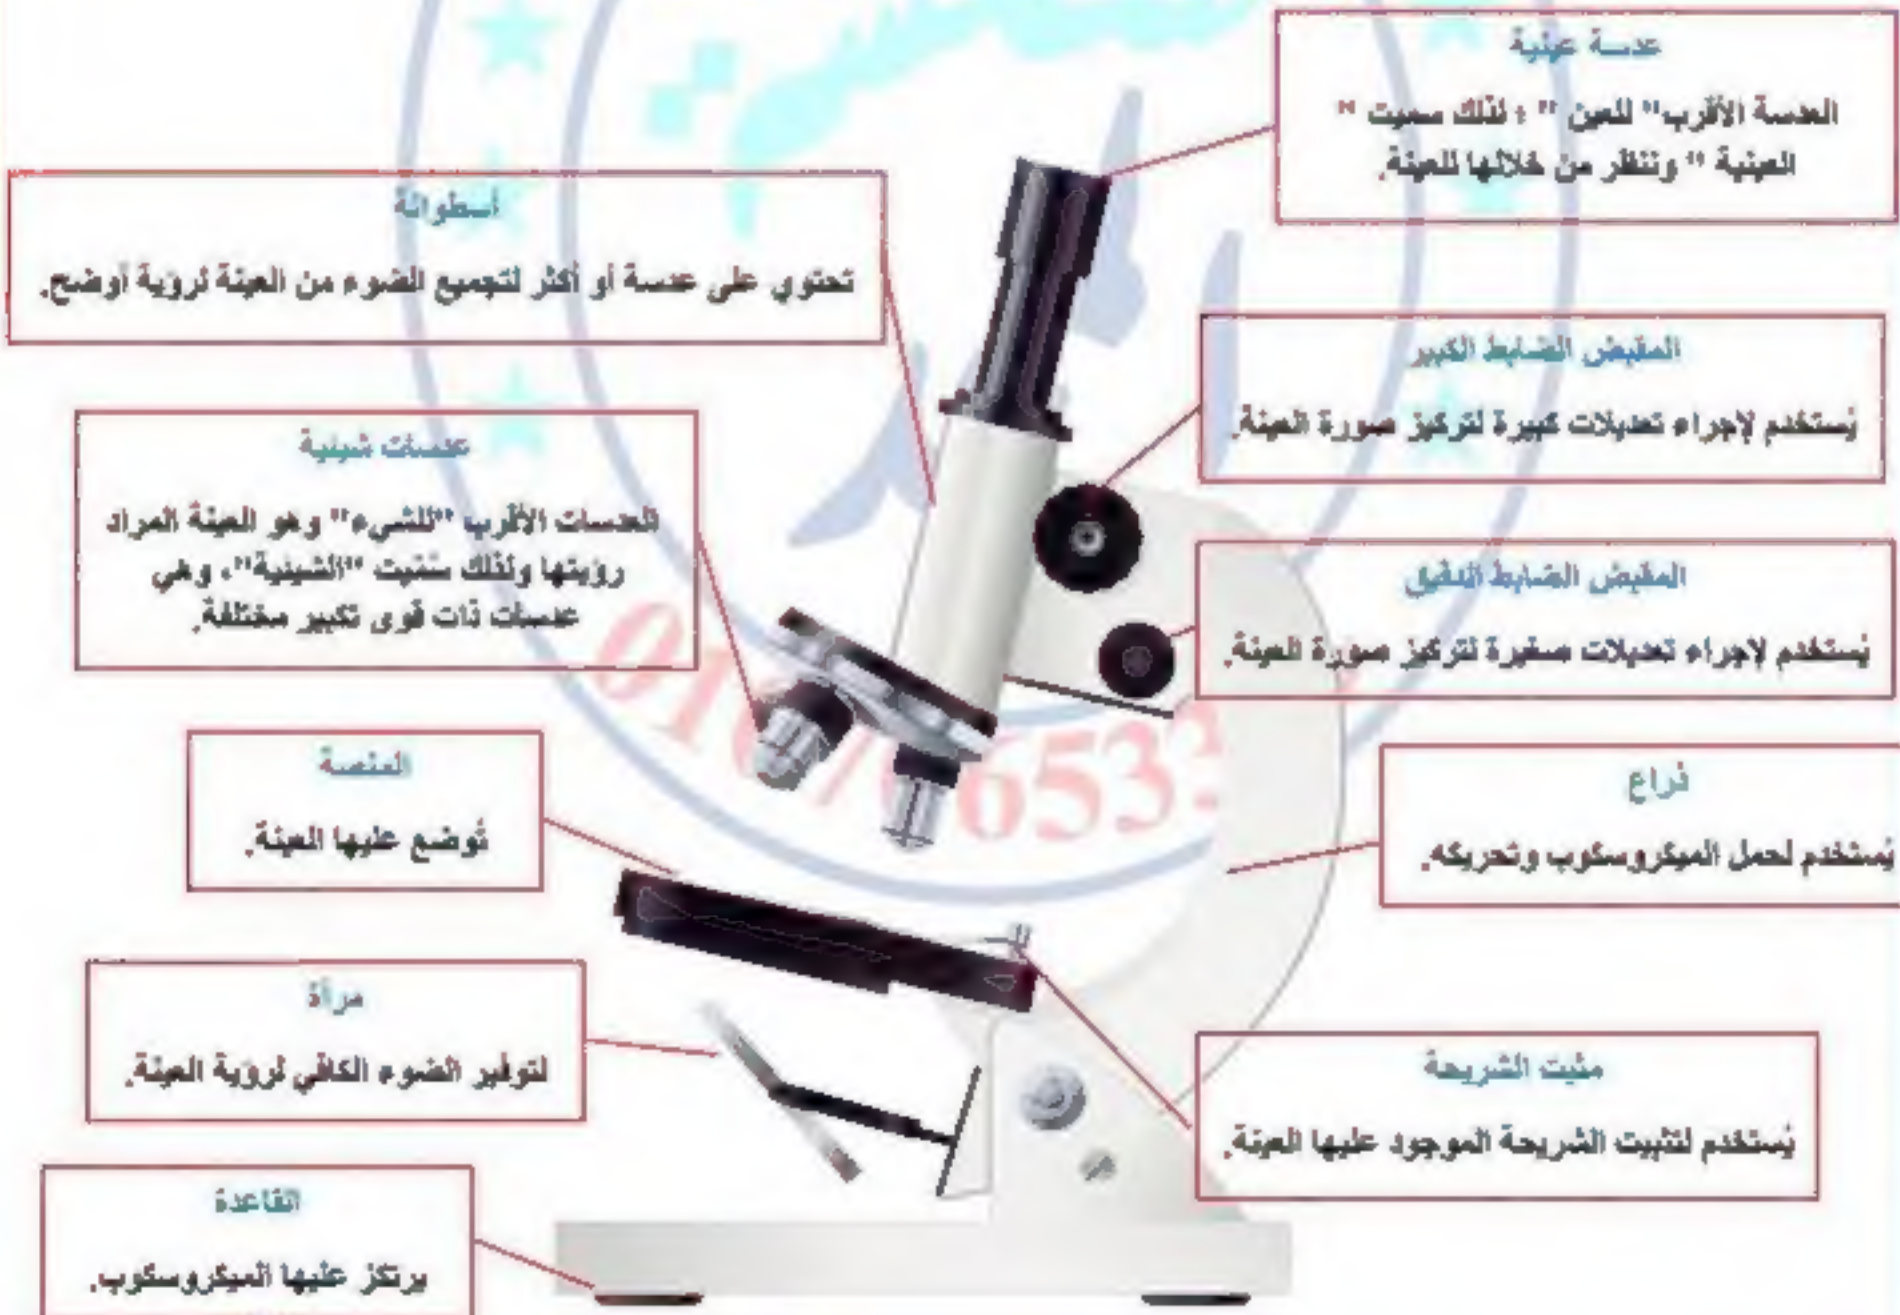 عدسة عينية
العدسة الأقرب" للعين " ؛ لذلك سميت "
العينية " وننظر من خلالها للعينة.
أسطوانة
تحتوي على عدسة أو أكثر لتجميع الضوء من العينة لرؤية أوضح.
المقبض الضابط الكبير
يُستخدم لإجراء تعديلات كبيرة لتركيز صورة العينة.
عدسات شيئية
العدسات الأقرب "للشيء" وهو العينة المراد
رؤيتها ولذلك سُميت "الشيئية"، وهي
عدسات ذات قوى تكبير مختلفة.
المقبض الضابط الدقيق
يُستخدم لإجراء تعديلات صغيرة لتركيز صورة العينة.
المنصة
تُوضع عليها العينة.
ذراع
يُستخدم لحمل الميكروسكوب وتحريكه.
مرآة
لتوفير الضوء الكافي لرؤية العينة.
مثبت الشريحة
يُستخدم لتثبيت الشريحة الموجود عليها العينة.
القاعدة
يرتكز عليها الميكروسكوب.